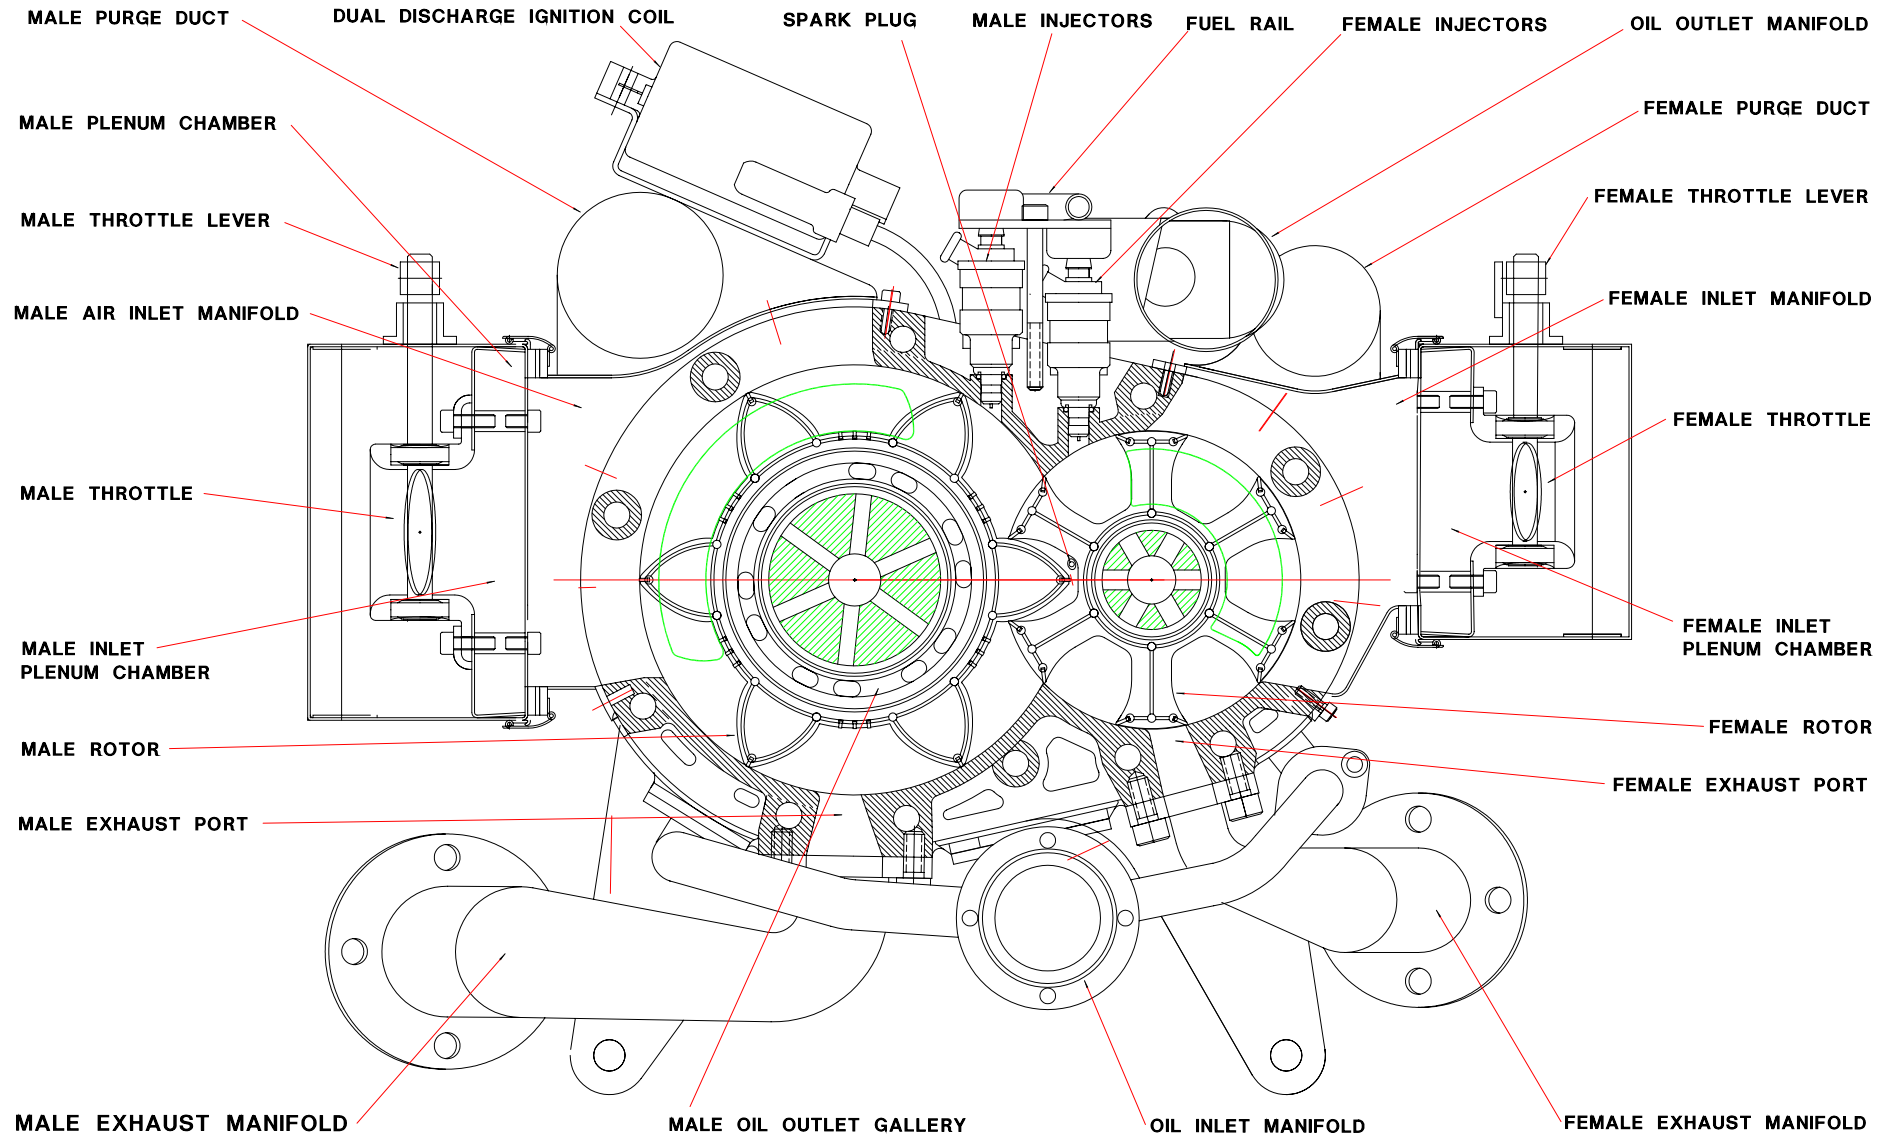 MALE PURGE DUCT
DUAL DISCHARGE IGNITION COIL
SPARK PLUG
MALE INJECTORS
FUEL RAIL
FEMALE INJECTORS
OIL OUTLET MANIFOLD
FEMALE PURGE DUCT
MALE PLENUM CHAMBER
FEMALE THROTTLE LEVER
MALE THROTTLE LEVER
FEMALE INLET MANIFOLD
MALE AIR INLET MANIFOLD
FEMALE THROTTLE
MALE THROTTLE
MALE INLET
PLENUM CHAMBER
FEMALE INLET
PLENUM CHAMBER
FEMALE ROTOR
MALE ROTOR
FEMALE EXHAUST PORT
MALE EXHAUST PORT
MALE EXHAUST MANIFOLD
MALE OIL OUTLET GALLERY
OIL INLET MANIFOLD
FEMALE EXHAUST MANIFOLD